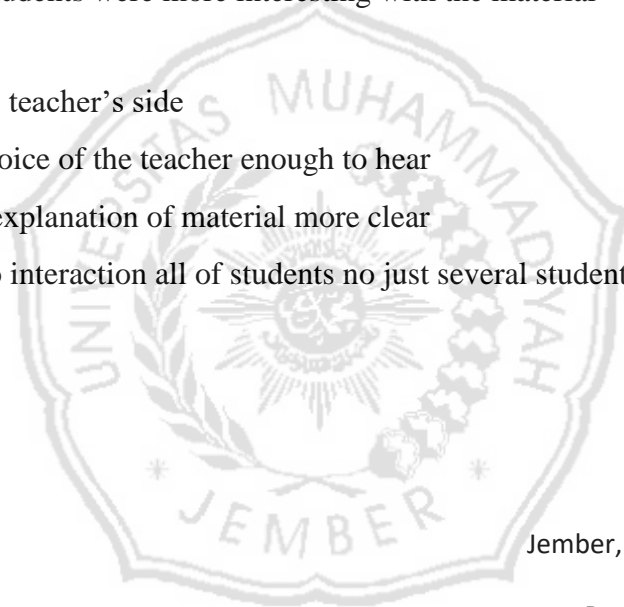 students were more interesting with the material
teacher's side
voice of the teacher enough to hear
explanation of material more clear
interaction all of students no just several student
UNIVERSITAS MUHAMMADIYAH
JEMBER
Jember,